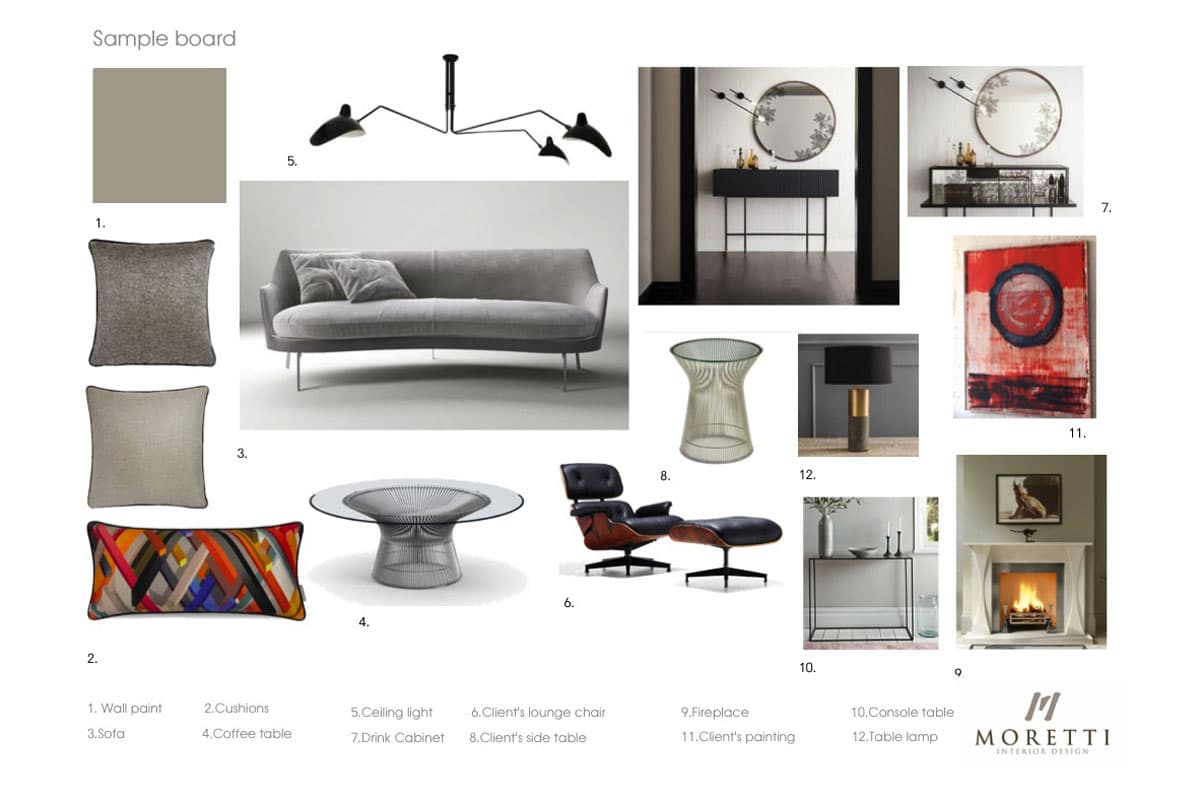 Sample board
5.
1.
7.
3.
11.
8.
12.
4.
6.
2.
10.
9
1. Wall paint
2.Cushions
3.Sofa
4.Coffee table
5.Ceiling light
6.Client's lounge chair
7.Drink Cabinet
8.Client's side table
9.Fireplace
10.Console table
11.Client's painting
12.Table lamp
MORETTI
INTERIOR DESIGN